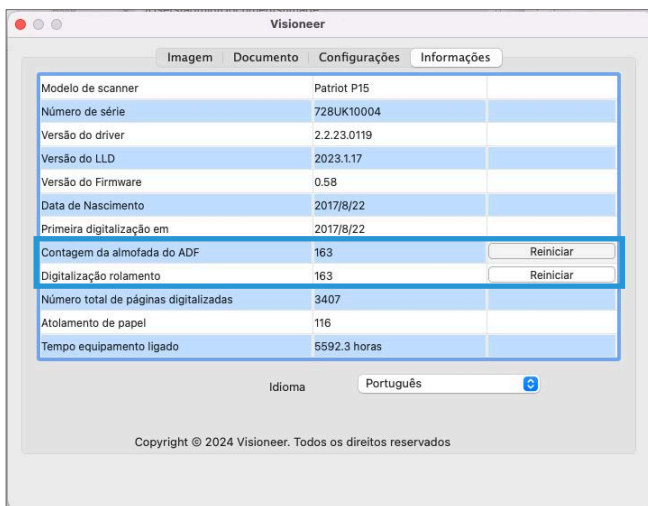 Visioneer
Imagem Documento Configurações Informações
Modelo de scanner Patriot P15
Número de série 728UK10004
Versão do driver 2.2.23.0119
Versão do LLD 2023.1.17
Versão do Firmware 0.58
Data de Nascimento 2017/8/22
Primeira digitalização em 2017/8/22
Contagem da almofada do ADF 163 Reiniciar
Digitalização rolamento 163 Reiniciar
Número total de páginas digitalizadas 3407
Atolamento de papel 116
Tempo equipamento ligado 5592.3 horas
Idioma Português
Copyright © 2024 Visioneer. Todos os direitos reservados